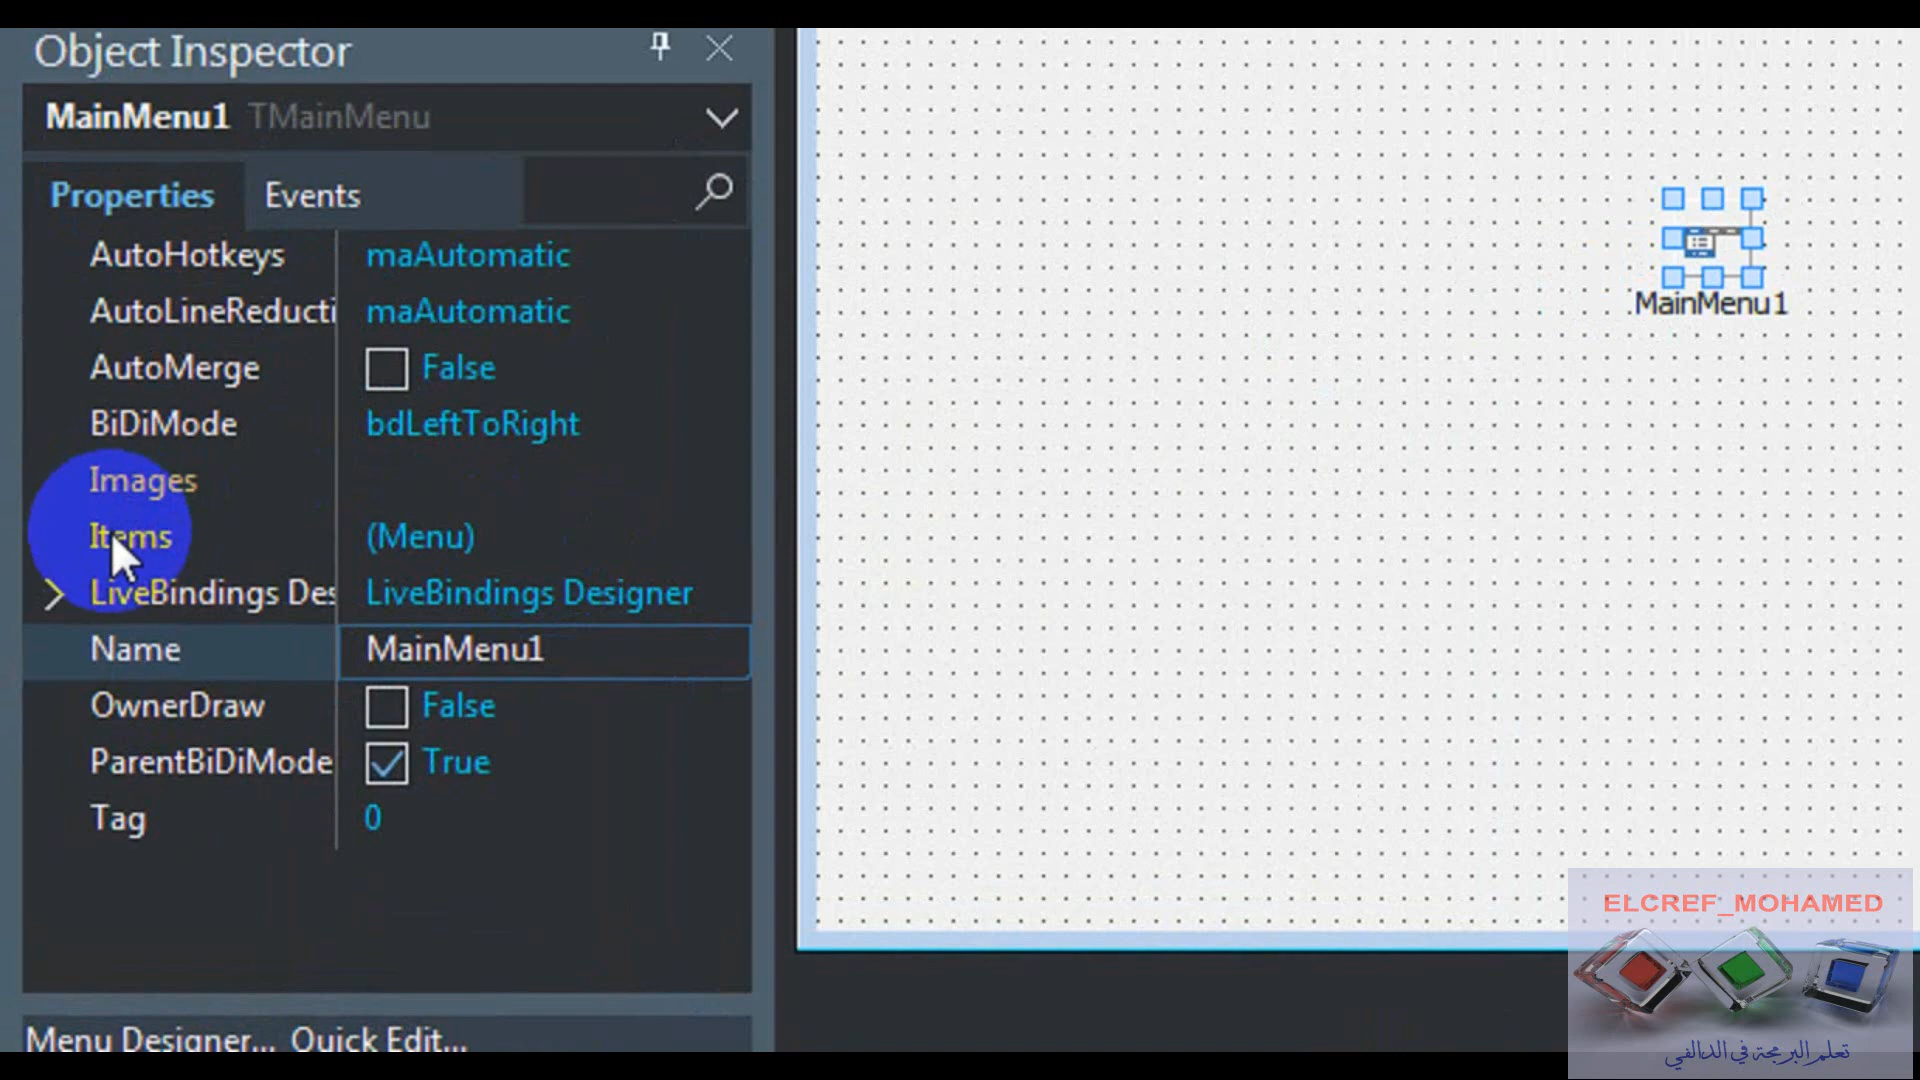 Object Inspector
MainMenu1 TMainMenu
Properties Events
AutoHotkeys maAutomatic
AutoLineReducti maAutomatic
AutoMerge False
BiDiMode bdLeftToRight
Images
Items (Menu)
LiveBindings Des LiveBindings Designer
Name MainMenu1
OwnerDraw False
ParentBiDiMode True
Tag 0
Menu Designer... Quick Edit...
MainMenu1
ELCREF_MOHAMED
تعلم البرمجة في الدالفي